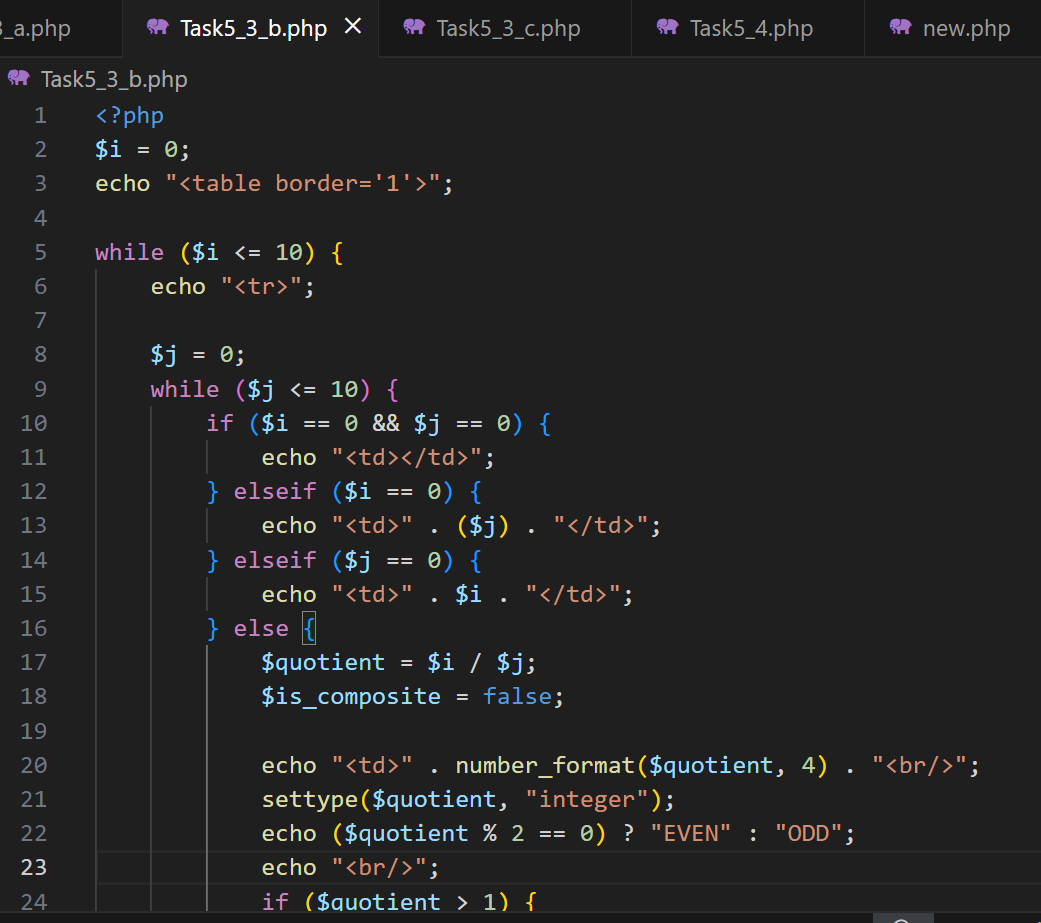 3_a.php Task5_3_b.php Task5_3_c.php Task5_4.php new.php
Task5_3_b.php
1 <?php
2 $i = 0;
3 echo "<table border='1'>";
4
5 while ($i <= 10) {
6     echo "<tr>";
7
8     $j = 0;
9     while ($j <= 10) {
10         if ($i == 0 && $j == 0) {
11             echo "<td></td>";
12         } elseif ($i == 0) {
13             echo "<td>" . ($j) . "</td>";
14         } elseif ($j == 0) {
15             echo "<td>" . $i . "</td>";
16         } else {
17             $quotient = $i / $j;
18             $is_composite = false;
19
20             echo "<td>" . number_format($quotient, 4) . "<br/>";
21             settype($quotient, "integer");
22             echo ($quotient % 2 == 0) ? "EVEN" : "ODD";
23             echo "<br/>";
24             if ($quotient > 1) {